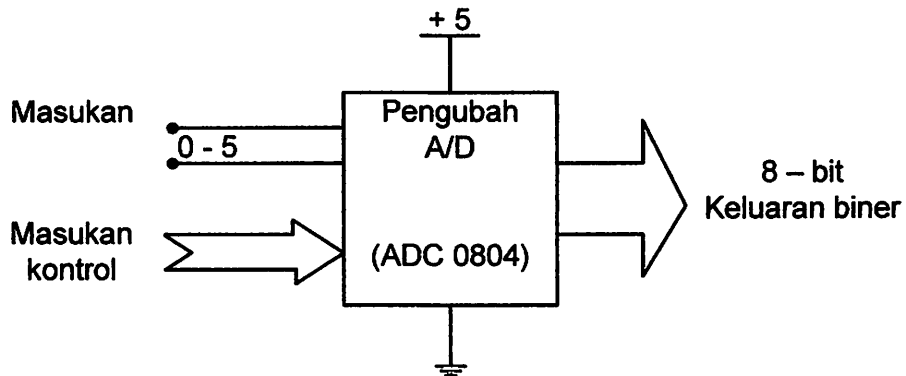 + 5
Masukan
0 - 5
Masukan
kontrol
Pengubah
A/D
(ADC 0804)
8 – bit
Keluaran biner